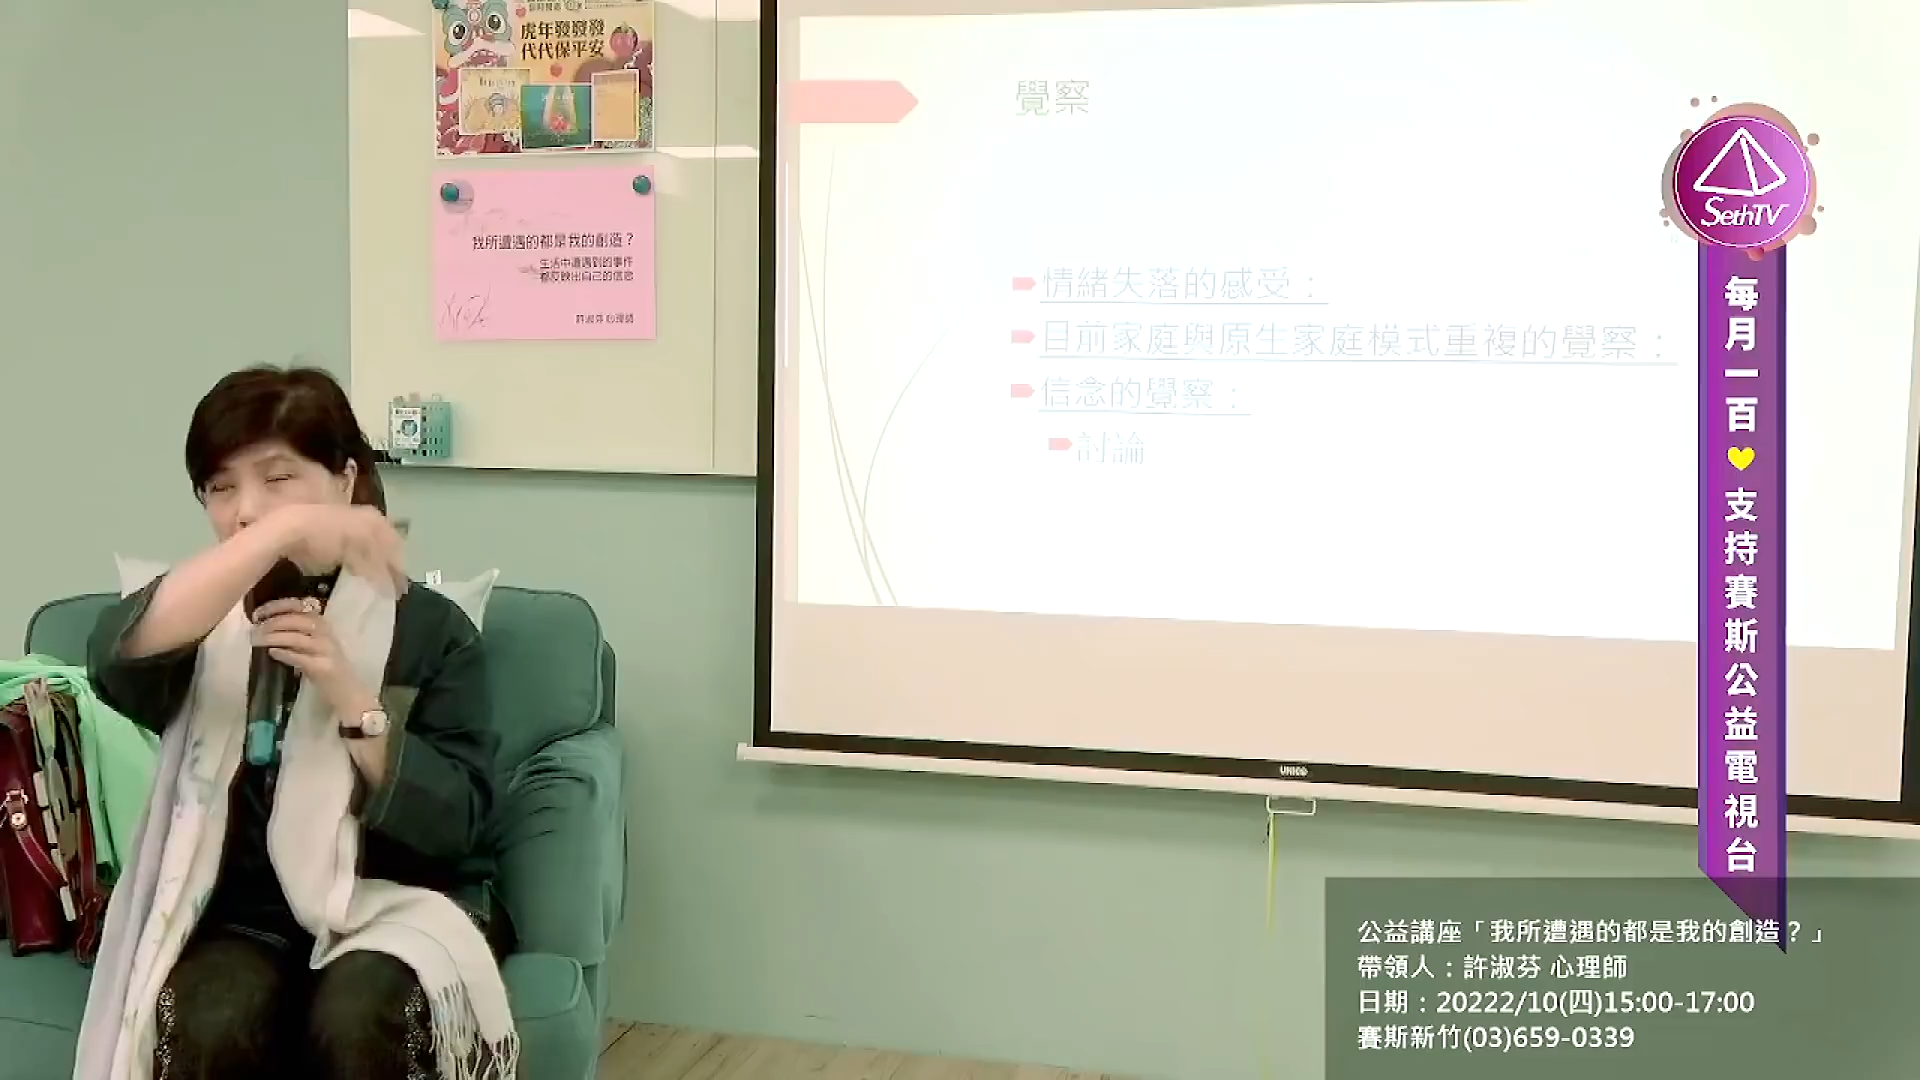 虎年發發發
代代保平安
我所遭遇的都是我的創造？
生活中遭遇到的事件
都反映出自己的信念
許淑芬 心理師
覺察
情緒失落的感受：
目前家庭與原生家庭模式重複的覺察：
信念的覺察：
討論
SethTV
每月一百支持賽斯公益電視台
公益講座「我所遭遇的都是我的創造？」
帶領人：許淑芬 心理師
日期：20222/10(四)15:00-17:00
賽斯新竹(03)659-0339